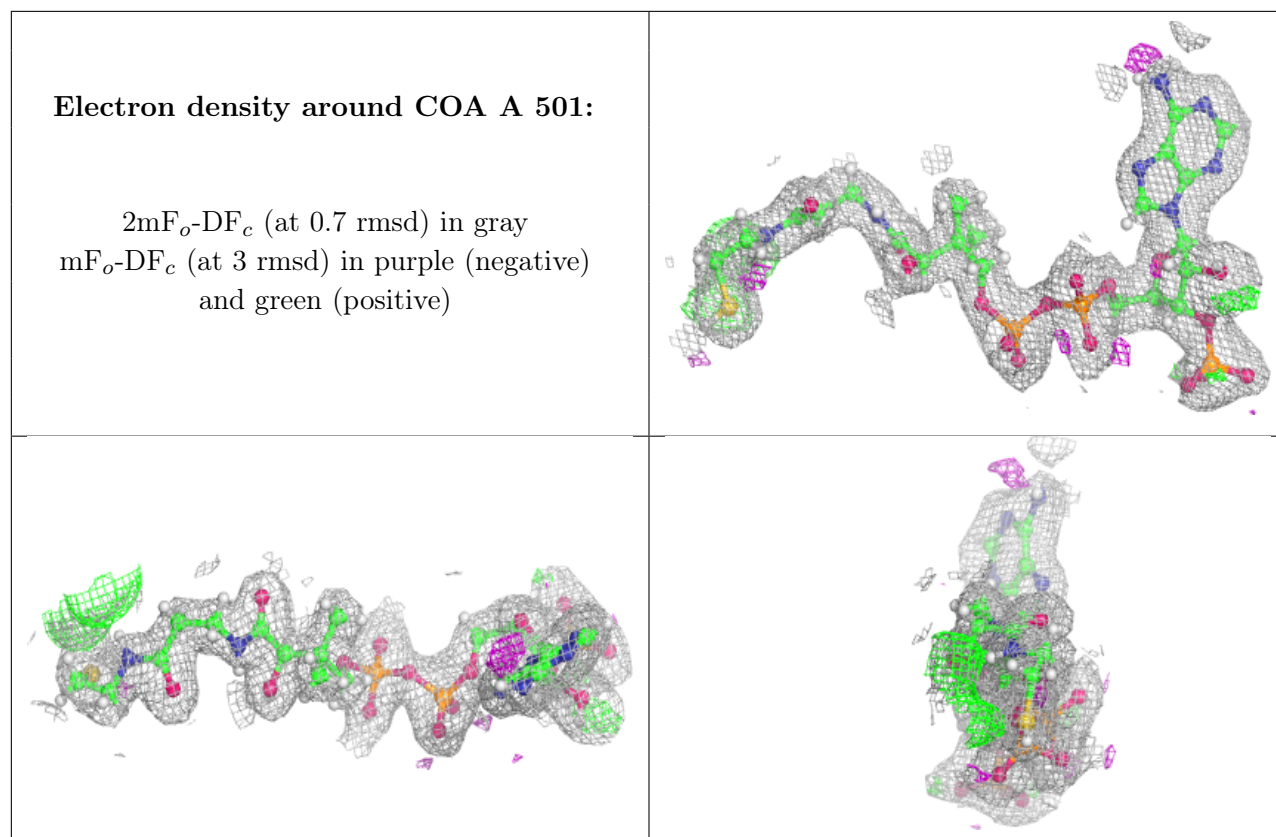 Electron density around COA A 501:
2mFo-DFc (at 0.7 rmsd) in gray
mFo-DFc (at 3 rmsd) in purple (negative)
and green (positive)